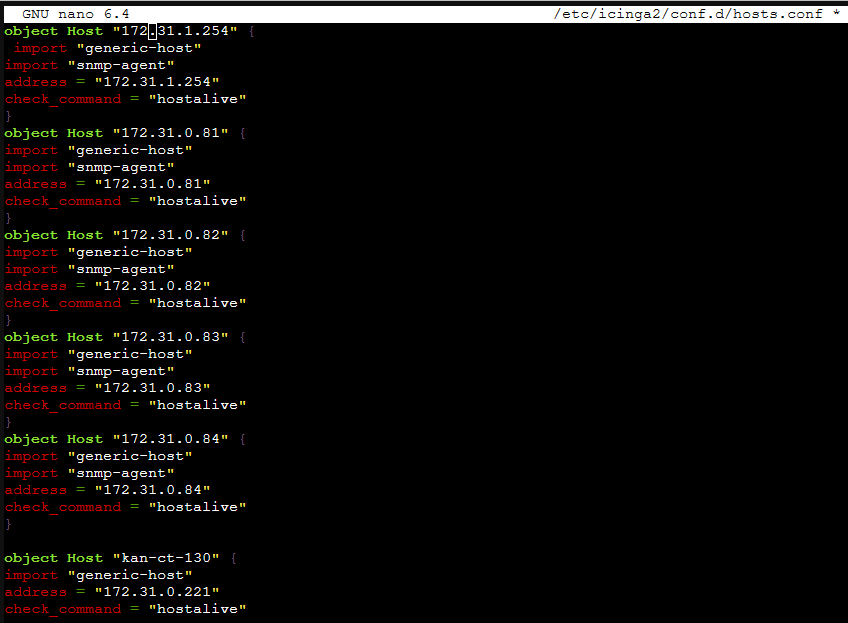 GNU nano 6.4 /etc/icinga2/conf.d/hosts.conf *
object Host "172.31.1.254" {
 import "generic-host"
import "snmp-agent"
address = "172.31.1.254"
check_command = "hostalive"
}
object Host "172.31.0.81" {
import "generic-host"
import "snmp-agent"
address = "172.31.0.81"
check_command = "hostalive"
}
object Host "172.31.0.82" {
import "generic-host"
import "snmp-agent"
address = "172.31.0.82"
check_command = "hostalive"
}
object Host "172.31.0.83" {
import "generic-host"
import "snmp-agent"
address = "172.31.0.83"
check_command = "hostalive"
}
object Host "172.31.0.84" {
import "generic-host"
import "snmp-agent"
address = "172.31.0.84"
check_command = "hostalive"
}

object Host "kan-ct-130" {
import "generic-host"
address = "172.31.0.221"
check_command = "hostalive"